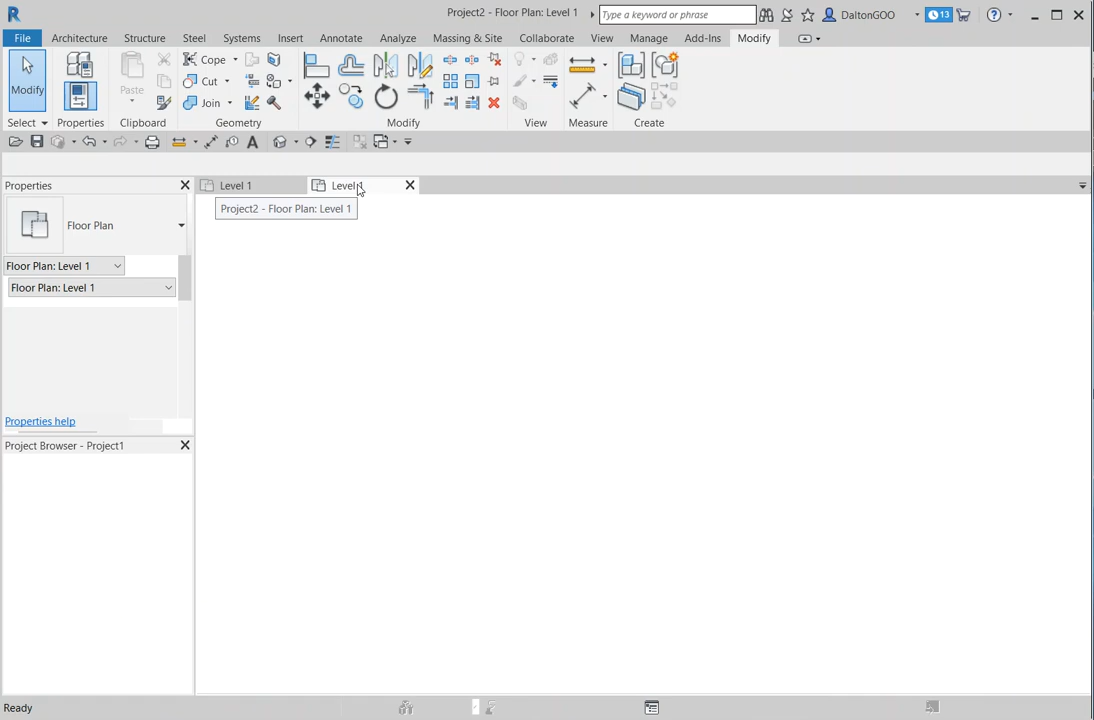 Project2 - Floor Plan: Level 1
Type a keyword or phrase
DaltonGOO
13
File Architecture Structure Steel Systems Insert Annotate Analyze Massing & Site Collaborate View Manage Add-Ins Modify
Modify
Paste
Cope
Cut
Join
Select Properties Clipboard Geometry Modify View Measure Create
Properties
Level 1
Level 1
Project2 - Floor Plan: Level 1
Floor Plan
Floor Plan: Level 1
Floor Plan: Level 1
Properties help
Project Browser - Project1
Ready